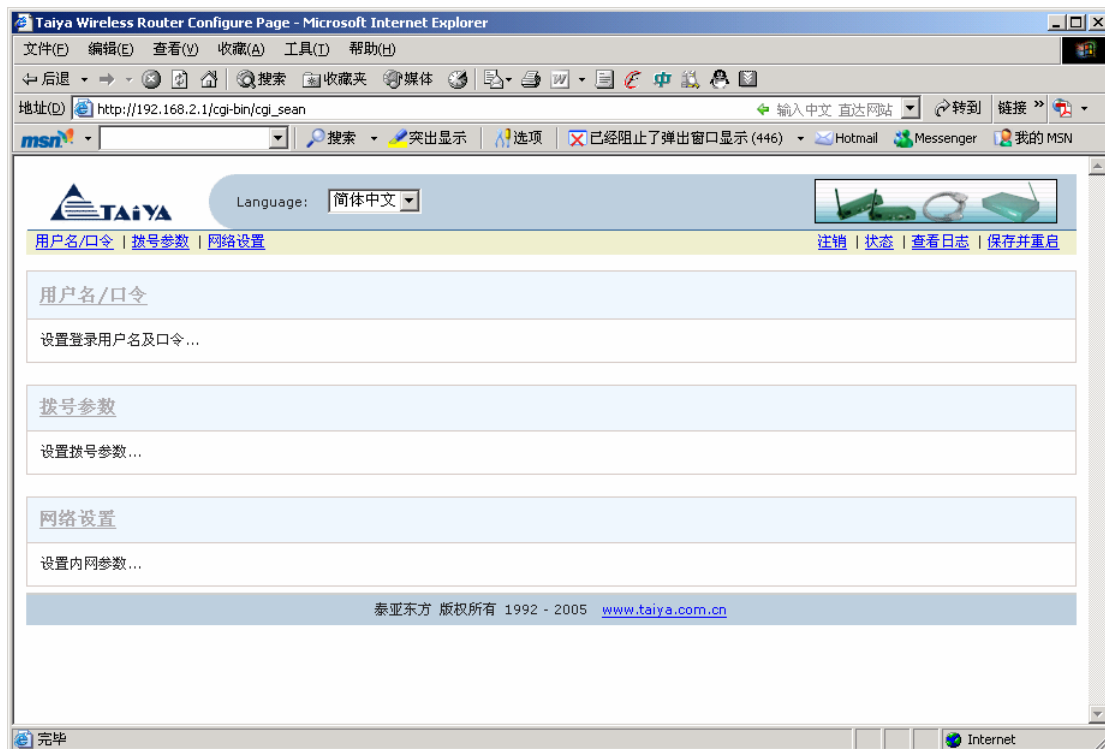 Taiya Wireless Router Configure Page - Microsoft Internet Explorer
文件(F) 编辑(E) 查看(V) 收藏(A) 工具(T) 帮助(H)
后退 搜索 收藏夹 媒体
地址(D) http://192.168.2.1/cgi-bin/cgi_sean 输入中文 直达网站 转到 链接 »
msn 搜索 突出显示 选项 已经阻止了弹出窗口显示 (446) Hotmail Messenger 我的 MSN
TAiYA Language: 简体中文
用户名/口令 | 拨号参数 | 网络设置 注销 | 状态 | 查看日志 | 保存并重启
用户名/口令
设置登录用户名及口令...
拨号参数
设置拨号参数...
网络设置
设置内网参数...
泰亚东方 版权所有 1992 - 2005 www.taiya.com.cn
完毕 Internet